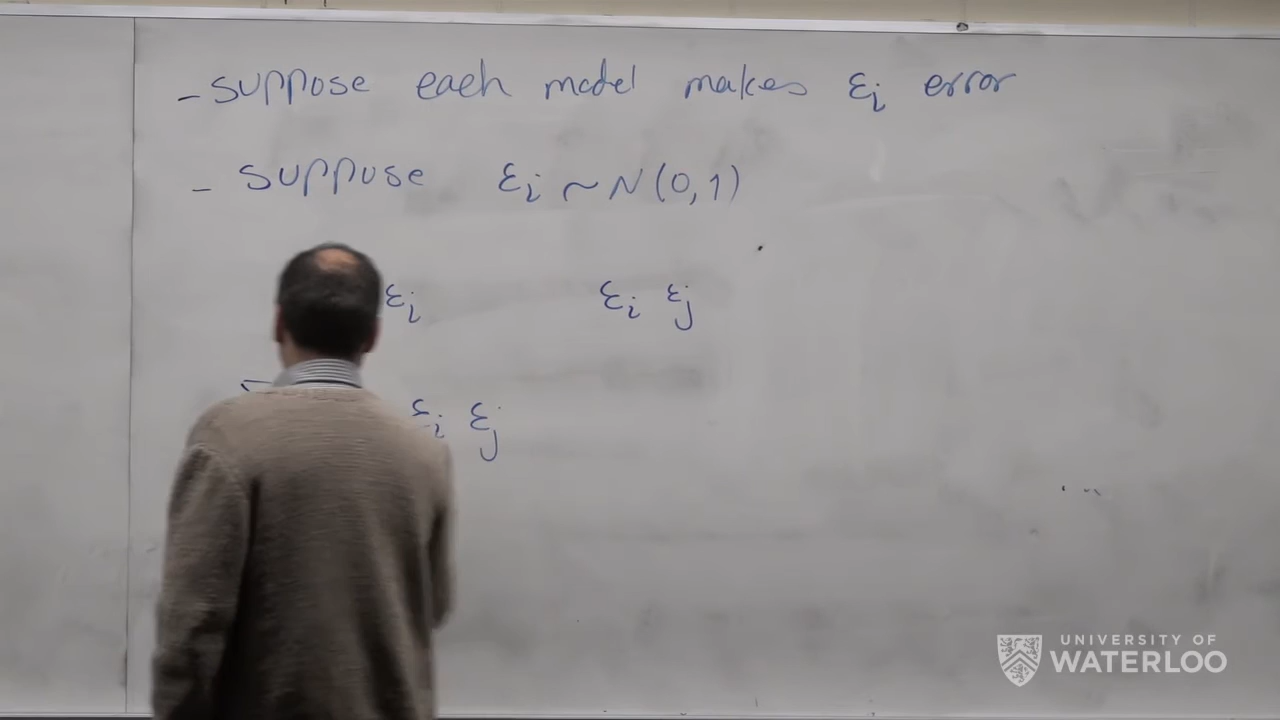 - suppose each model makes εi error
- suppose εi ~ N(0,1)
εi εi εj
εi εj
UNIVERSITY OF
WATERLOO